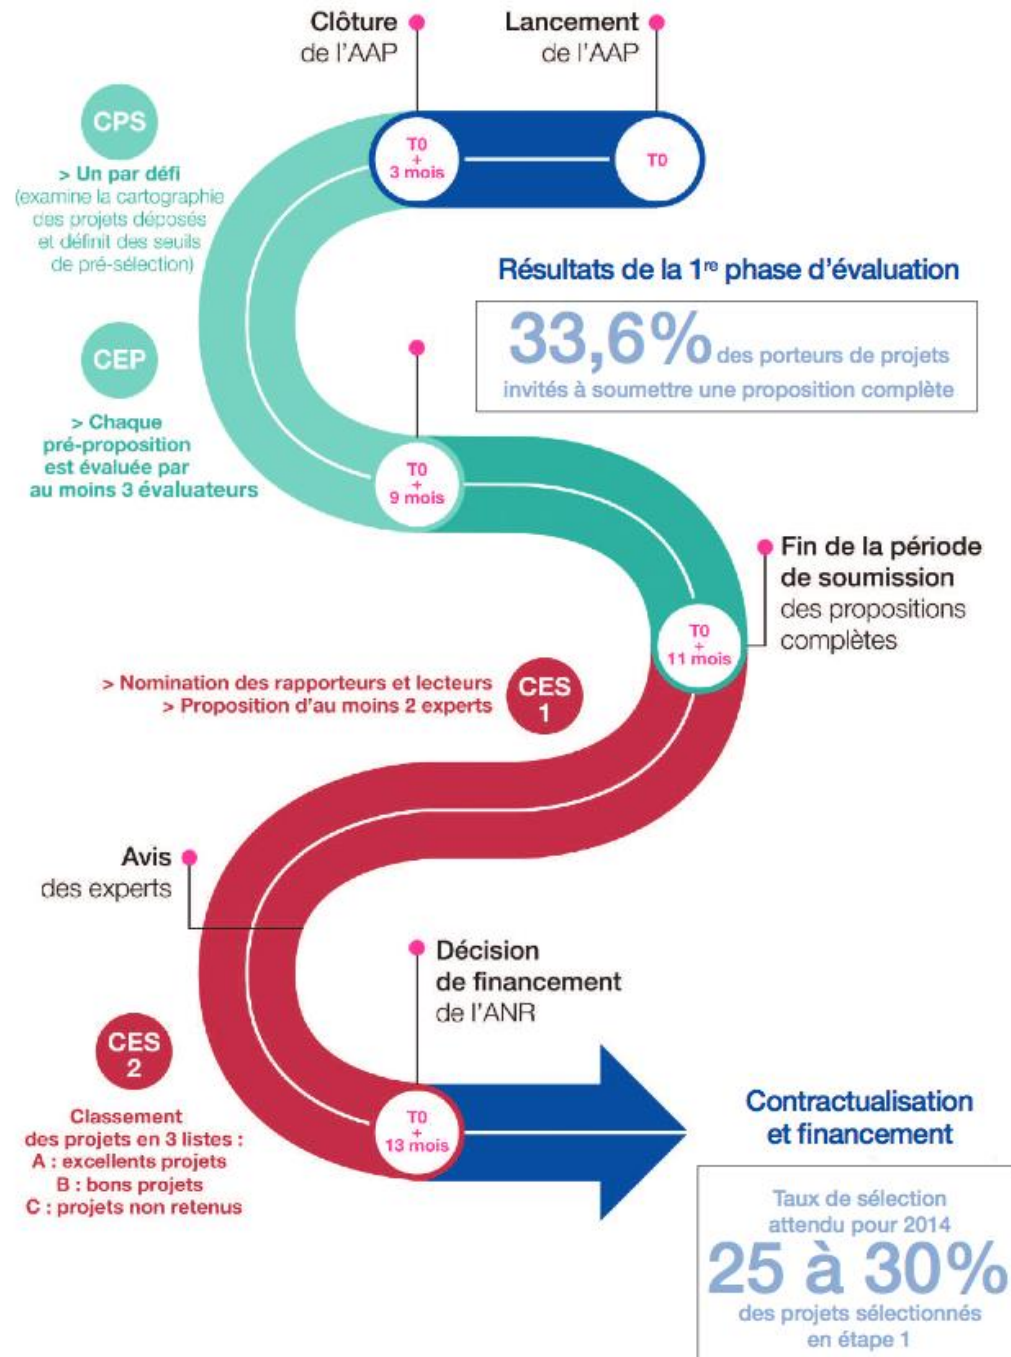 Clôture
de l'AAP
Lancement
de l'AAP
T0
+
3 mois
T0
CPS
> Un par défi
(examine la cartographie
des projets déposés
et définit des seuils
de pré-sélection)
Résultats de la 1re phase d'évaluation
33,6% des porteurs de projets
invités à soumettre une proposition complète
CEP
> Chaque
pré-proposition
est évaluée par
au moins 3 évaluateurs
T0
+
9 mois
Fin de la période
de soumission
des propositions
complètes
T0
+
11 mois
> Nomination des rapporteurs et lecteurs
> Proposition d'au moins 2 experts
CES
1
Avis
des experts
Décision
de financement
de l'ANR
CES
2
Classement
des projets en 3 listes :
A : excellents projets
B : bons projets
C : projets non retenus
T0
+
13 mois
Contractualisation
et financement
Taux de sélection
attendu pour 2014
25 à 30%
des projets sélectionnés
en étape 1